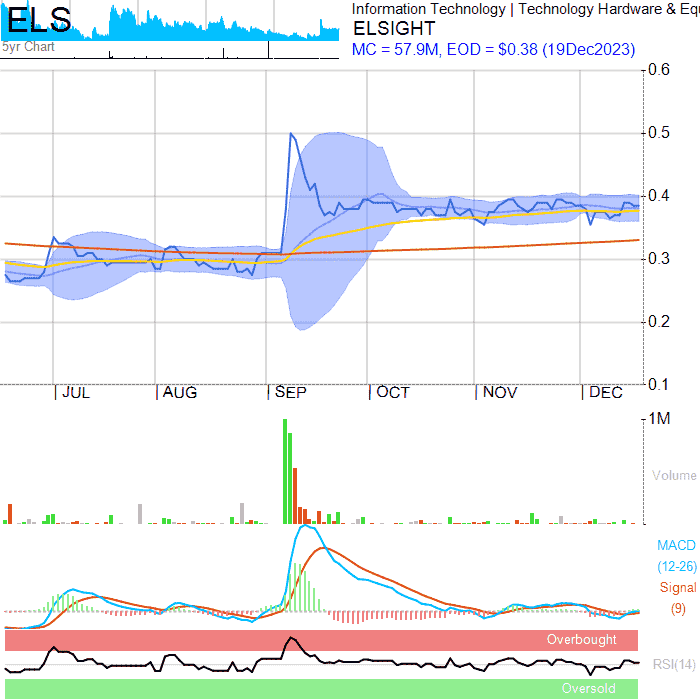 ELS
5yr Chart
Information Technology | Technology Hardware & Equ
ELSIGHT
MC = 57.9M, EOD = $0.38 (19Dec2023)
0.6
0.5
0.4
0.3
0.2
0.1
JUL AUG SEP OCT NOV DEC
1M
Volume
MACD
(12-26)
Signal
(9)
Overbought
RSI(14)
Oversold